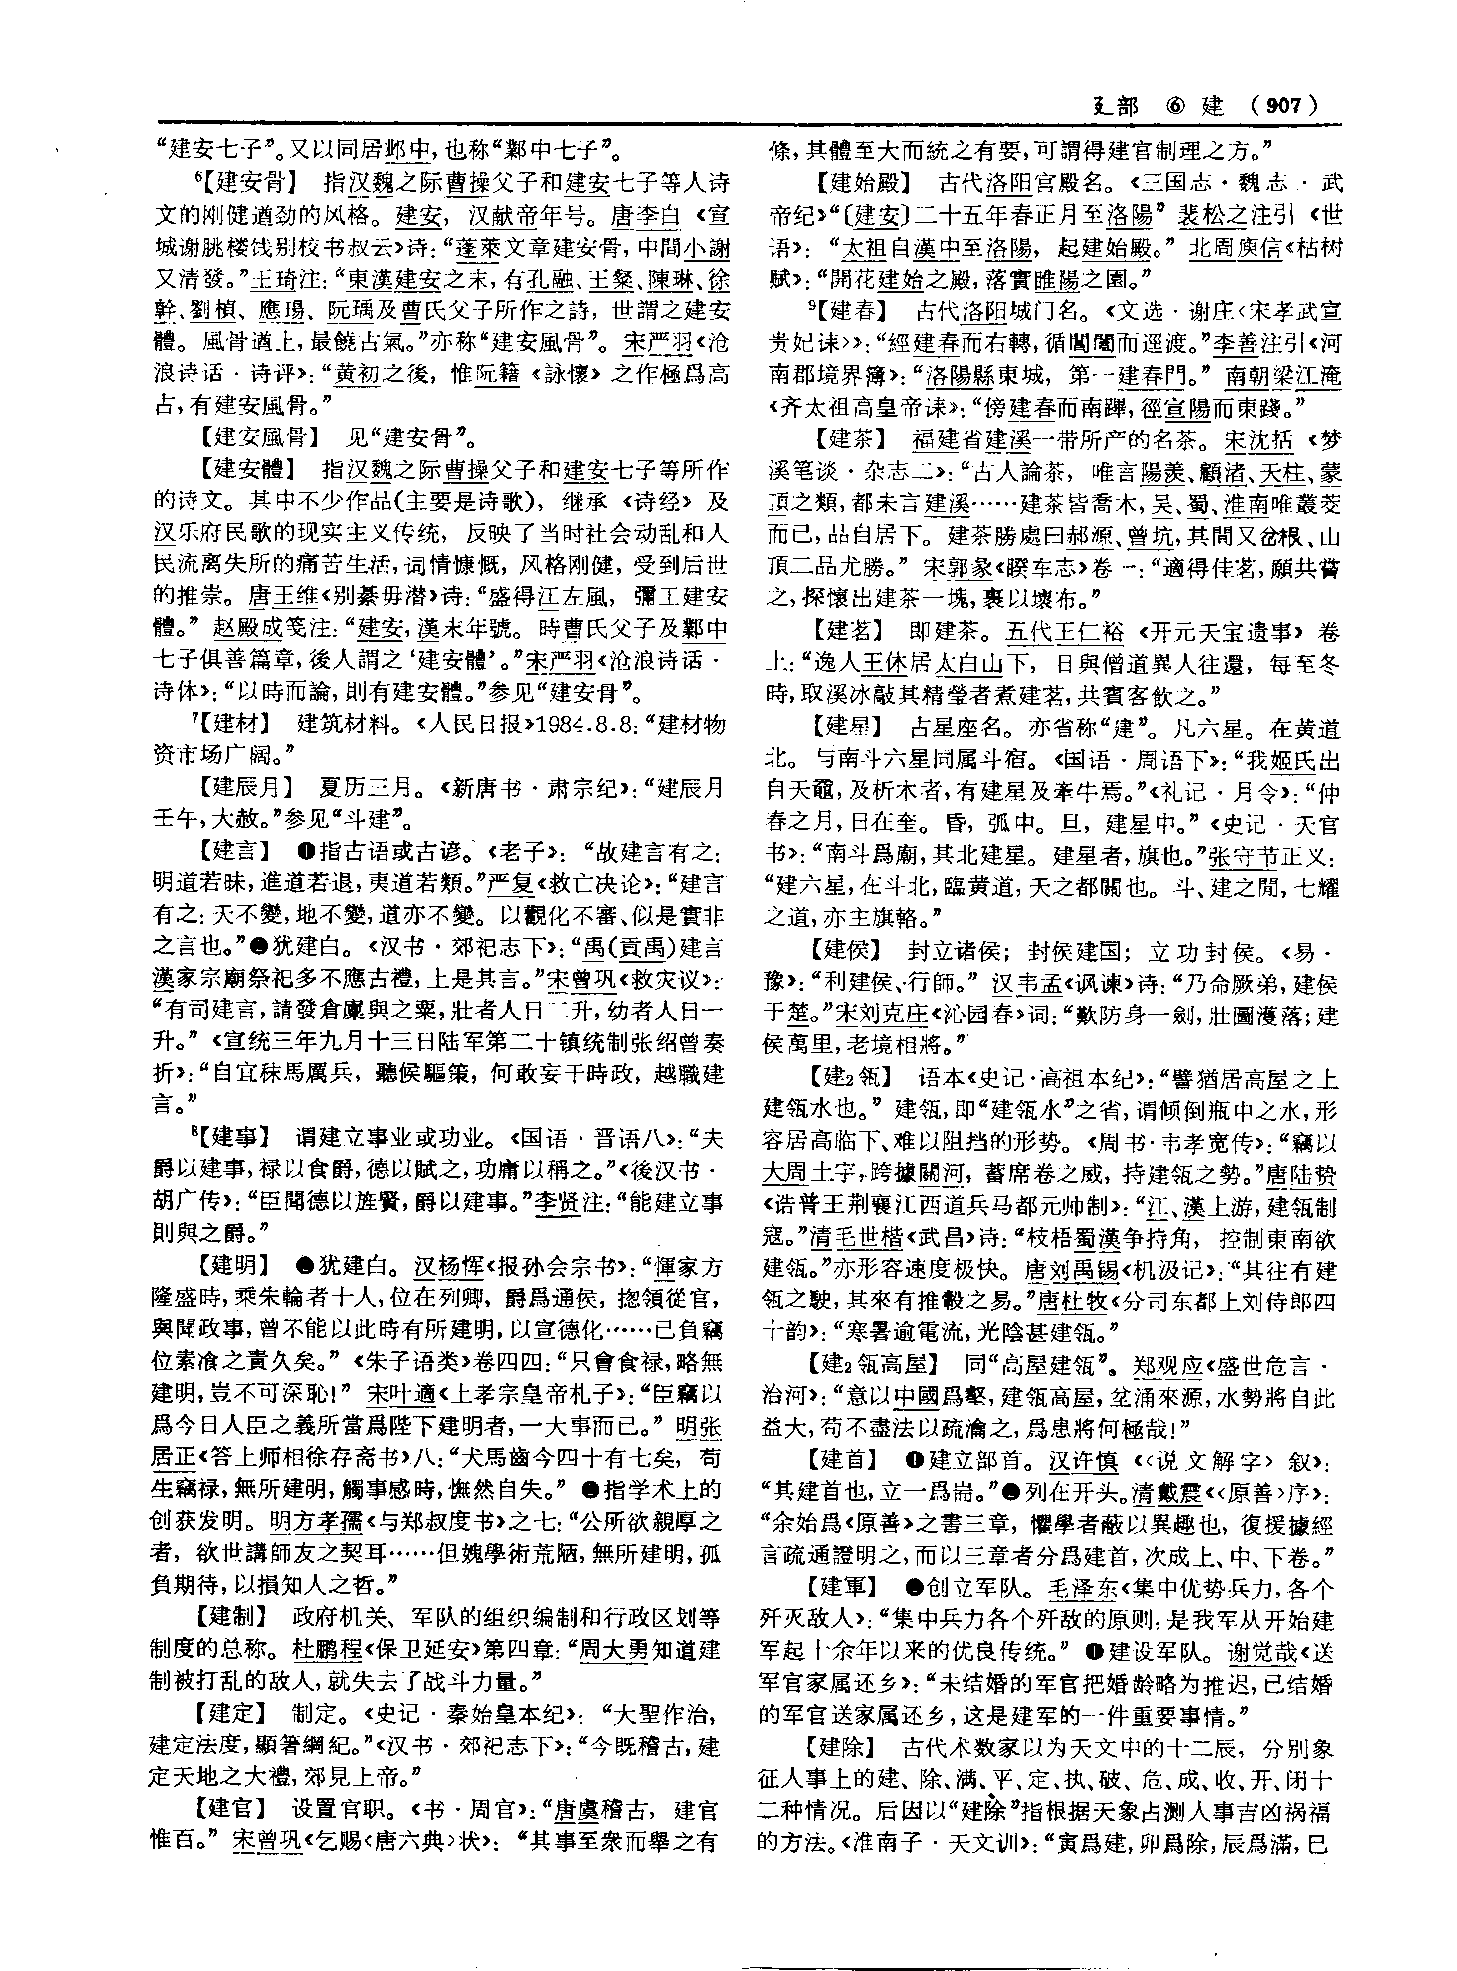 廴部 ⑥ 建 (907)
“建安七子”。又以同居邺中,也称“鄴中七子”。
⁶【建安骨】 指汉魏之际曹操父子和建安七子等人诗
文的刚健遒劲的风格。建安, 汉献帝年号。唐李白《宣
城谢朓楼饯别校书叔云》诗:“蓬萊文章建安骨,中間小謝
又清發。”王琦注:“東漢建安之末,有孔融、王粲、陳琳、徐
幹、劉楨、應瑒、阮瑀及曹氏父子所作之詩, 世謂之建安
體。風骨遒上,最饒古氣。”亦称“建安風骨”。宋严羽《沧
浪诗话·诗评》:“黄初之後, 惟阮籍《詠懷》之作極爲高
古,有建安風骨。”
【建安風骨】 见“建安骨”。
【建安體】 指汉魏之际曹操父子和建安七子等所作
的诗文。其中不少作品(主要是诗歌), 继承《诗经》及
汉乐府民歌的现实主义传统, 反映了当时社会动乱和人
民流离失所的痛苦生活,词情慷慨, 风格刚健, 受到后世
的推崇。唐王维《别綦毋潜》诗:“盛得江左風, 彌工建安
體。”赵殿成笺注:“建安,漢末年號。時曹氏父子及鄴中
七子俱善篇章,後人謂之‘建安體’。”宋严羽《沧浪诗话·
诗体》:“以時而論,則有建安體。”参见“建安骨”。
⁷【建材】 建筑材料。《人民日报》1984.8.8:“建材物
资市场广阔。”
【建辰月】 夏历三月。《新唐书·肃宗纪》:“建辰月
壬午,大赦。”参见“斗建”。
【建言】 ❶指古语或古谚。《老子》:“故建言有之:
明道若昧,進道若退,夷道若類。”严复《救亡决论》:“建言
有之:天不變,地不變,道亦不變。以觀化不審、似是實非
之言也。”❷犹建白。《汉书·郊祀志下》:“禹(貢禹)建言
漢家宗廟祭祀多不應古禮,上是其言。”宋曾巩《救灾议》:
“有司建言,請發倉廪與之粟,壯者人日二升,幼者人日一
升。”《宣统三年九月十三日陆军第二十镇统制张绍曾奏
折》:“自宜秣馬厲兵, 聽候驅策, 何敢妄干時政, 越職建
言。”
⁸【建事】 谓建立事业或功业。《国语·晋语八》:“夫
爵以建事,禄以食爵,德以賦之,功庸以稱之。”《後汉书·
胡广传》:“臣聞德以旌賢,爵以建事。”李贤注:“能建立事
則與之爵。”
【建明】 ❶犹建白。汉杨恽《报孙会宗书》:“惲家方
隆盛時,乘朱輪者十人,位在列卿, 爵爲通侯, 揔領從官,
與聞政事,曾不能以此時有所建明,以宣德化……已負竊
位素飡之責久矣。”《朱子语类》卷四四:“只會食禄,略無
建明,豈不可深恥!”宋叶適《上孝宗皇帝札子》:“臣竊以
爲今日人臣之義所當爲陛下建明者,一大事而已。”明张
居正《答上师相徐存斋书》八:“犬馬齒今四十有七矣, 苟
生竊禄,無所建明,觸事感時,憮然自失。”❷指学术上的
创获发明。明方孝孺《与郑叔度书》之七:“公所欲親厚之
者, 欲世講師友之契耳……但媿學術荒陋,無所建明,孤
負期待,以損知人之哲。”
【建制】 政府机关、军队的组织编制和行政区划等
制度的总称。杜鹏程《保卫延安》第四章:“周大勇知道建
制被打乱的敌人,就失去了战斗力量。”
【建定】 制定。《史记·秦始皇本纪》:“大聖作治,
建定法度,顯箸綱紀。”《汉书·郊祀志下》:“今既稽古,建
定天地之大禮,郊見上帝。”
【建官】 设置官职。《书·周官》:“唐虞稽古, 建官
惟百。”宋曾巩《乞赐〈唐六典〉状》:“其事至衆而舉之有
條,其體至大而統之有要,可謂得建官制理之方。”
【建始殿】 古代洛阳宫殿名。《三国志·魏志·武
帝纪》“〔建安〕二十五年春正月至洛陽”裴松之注引《世
语》:“太祖自漢中至洛陽, 起建始殿。”北周庾信《枯树
赋》:“開花建始之殿,落實睢陽之園。”
⁹【建春】 古代洛阳城门名。《文选·谢庄〈宋孝武宣
贵妃诔〉》:“經建春而右轉,循閶闔而逕渡。”李善注引《河
南郡境界簿》:“洛陽縣東城, 第一建春門。”南朝梁江淹
《齐太祖高皇帝诔》:“傍建春而南蹕,徑宣陽而東踐。”
【建茶】 福建省建溪一带所产的名茶。宋沈括《梦
溪笔谈·杂志二》:“古人論茶, 唯言陽羨、顧渚、天柱、蒙
頂之類,都未言建溪……建茶皆喬木,吴、蜀、淮南唯叢茭
而已,品自居下。建茶勝處曰郝源、曾坑,其間又岔根、山
頂二品尤勝。”宋郭彖《睽车志》卷一:“適得佳茗,願共嘗
之,探懷出建茶一塊,裹以壞布。”
【建茗】 即建茶。五代王仁裕《开元天宝遗事》卷
上:“逸人王休居太白山下, 日與僧道異人往還, 每至冬
時,取溪冰敲其精瑩者煮建茗,共賓客飲之。”
【建星】 古星座名。亦省称“建”。凡六星。在黄道
北。与南斗六星同属斗宿。《国语·周语下》:“我姬氏出
自天黿,及析木者,有建星及牽牛焉。”《礼记·月令》:“仲
春之月,日在奎。昏, 弧中。旦, 建星中。”《史记·天官
书》:“南斗爲廟,其北建星。建星者,旗也。”张守节正义:
“建六星,在斗北,臨黄道,天之都關也。斗、建之閒,七耀
之道,亦主旗輅。”
【建侯】 封立诸侯; 封侯建国; 立功封侯。《易·
豫》:“利建侯、行師。”汉韦孟《讽谏》诗:“乃命厥弟,建侯
于楚。”宋刘克庄《沁园春》词:“歎防身一劍,壯圖濩落;建
侯萬里,老境相將。”
【建₂瓴】 语本《史记·高祖本纪》:“譬猶居高屋之上
建瓴水也。”建瓴,即“建瓴水”之省,谓倾倒瓶中之水,形
容居高临下、难以阻挡的形势。《周书·韦孝宽传》:“竊以
大周土宇,跨據關河, 蓄席卷之威, 持建瓴之勢。”唐陆贽
《诰普王荆襄江西道兵马都元帅制》:“江、漢上游,建瓴制
寇。”清毛世楷《武昌》诗:“枝梧蜀漢争持角, 控制東南欲
建瓴。”亦形容速度极快。唐刘禹锡《机汲记》:“其往有建
瓴之駛,其來有推轂之易。”唐杜牧《分司东都上刘侍郎四
十韵》:“寒暑逾電流,光陰甚建瓴。”
【建₂瓴高屋】 同“高屋建瓴”。郑观应《盛世危言·
治河》:“意以中國爲壑,建瓴高屋,坌涌來源,水勢將自此
益大,苟不盡法以疏瀹之,爲患將何極哉!”
【建首】 ❶建立部首。汉许慎《〈说文解字〉叙》:
“其建首也,立一爲耑。”❷列在开头。清戴震《〈原善〉序》:
“余始爲《原善》之書三章, 懼學者蔽以異趣也, 復援據經
言疏通證明之,而以三章者分爲建首,次成上、中、下卷。”
【建軍】 ❶创立军队。毛泽东《集中优势兵力,各个
歼灭敌人》:“集中兵力各个歼敌的原则:是我军从开始建
军起十余年以来的优良传统。”❷建设军队。谢觉哉《送
军官家属还乡》:“未结婚的军官把婚龄略为推迟,已结婚
的军官送家属还乡,这是建军的一件重要事情。”
【建除】 古代术数家以为天文中的十二辰, 分别象
征人事上的建、除、满、平、定、执、破、危、成、收、开、闭十
二种情况。后因以“建除”指根据天象占测人事吉凶祸福
的方法。《淮南子·天文训》:“寅爲建,卯爲除,辰爲滿,巳